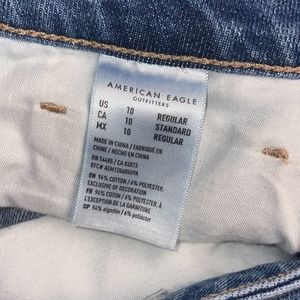 AMERICAN EAGLE
OUTFITTERS
US 10 REGULAR
CA 10 STANDARD
MX 10 REGULAR
MADE IN CHINA / FABRIQUÉ EN
CHINE / HECHO EN CHINA
RN 54485 / CA 03873
EN 94% COTTON / 6% POLYESTER.
EXCLUSIVE OF DECORATION
FR 94% COTON / 6% POLYESTER.
EXCEPTION DE LA GARNITURE
SP 94% algodón / 6% poliéster